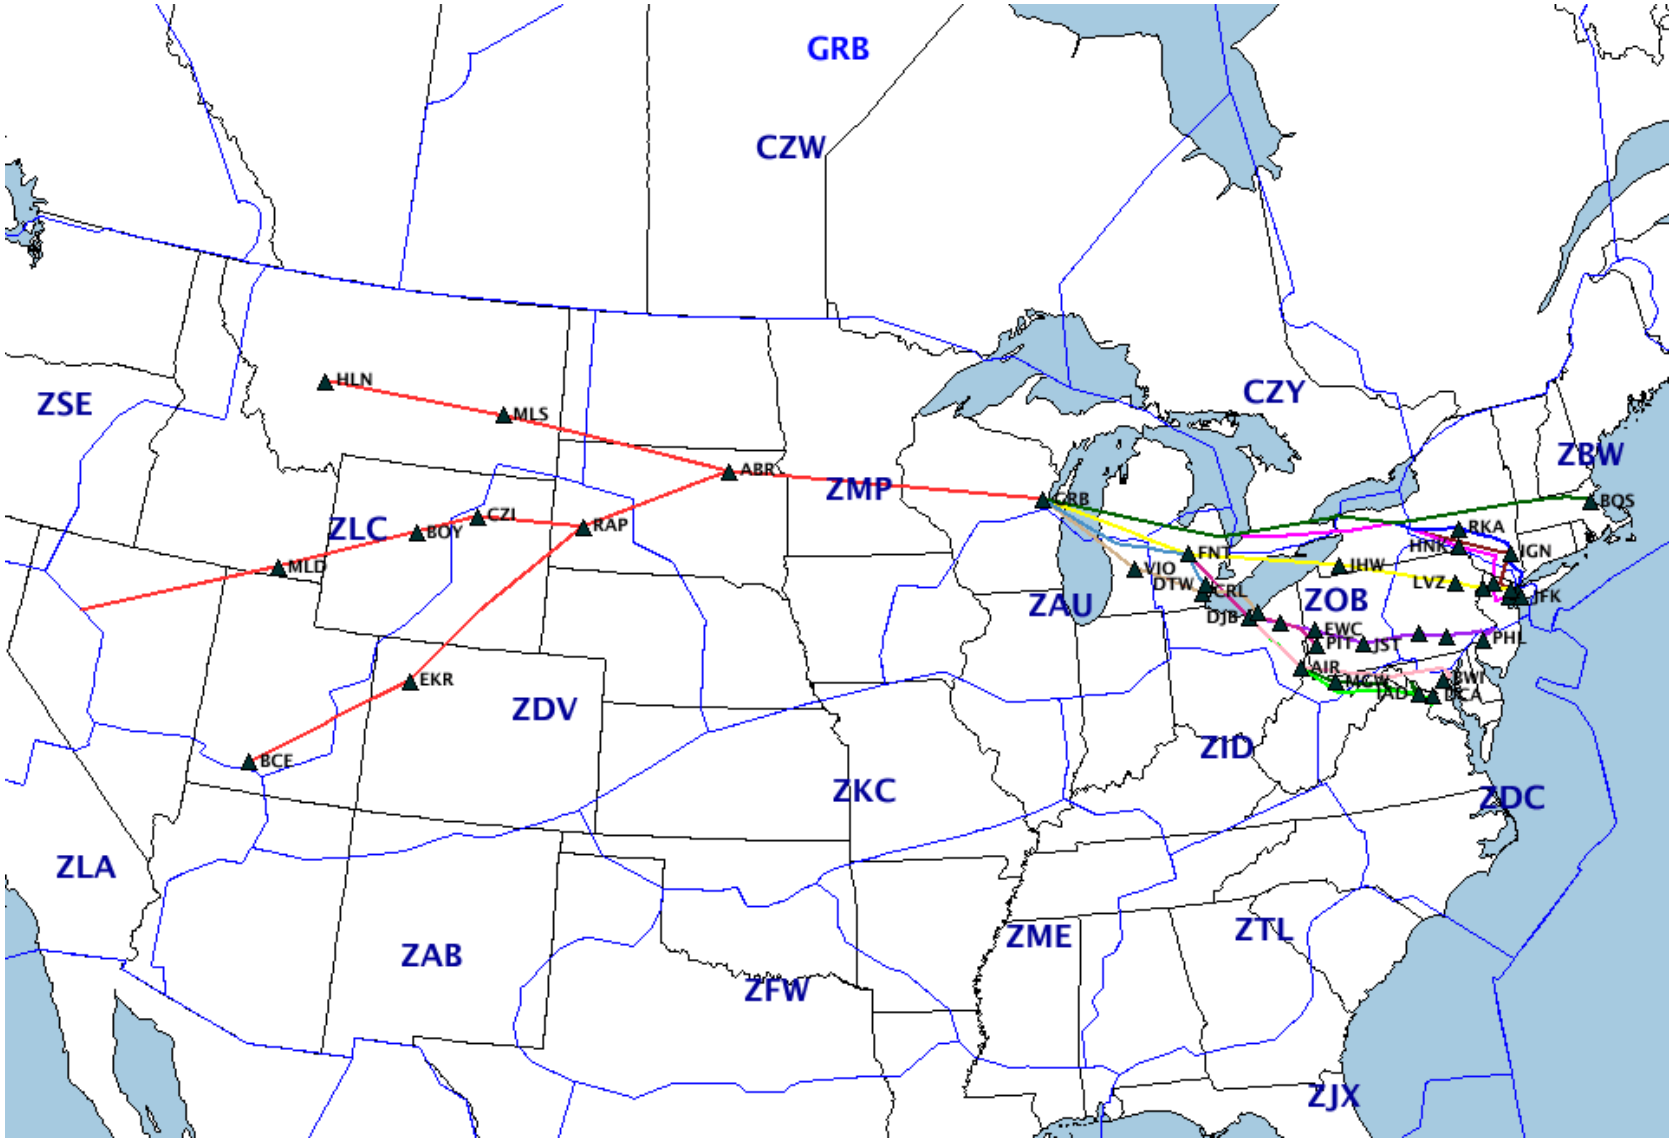 GRB
CZW
HLN
ZSE
CZY
MLS
ZBW
ABR
ZMP
GRB
BOS
CZI
RAP
RKA
ZLC
BOY
HNK
IGN
FNT
MLD
VIO
JHW
DTW
LVZ
CRL
JFK
ZAU
ZOB
DJB
EWC
PHL
PIT
JST
AIR
EKR
MGW
BWI
IAD
DCA
ZDV
ZID
BCE
ZKC
ZDC
ZLA
ZME
ZTL
ZAB
ZFW
ZJX